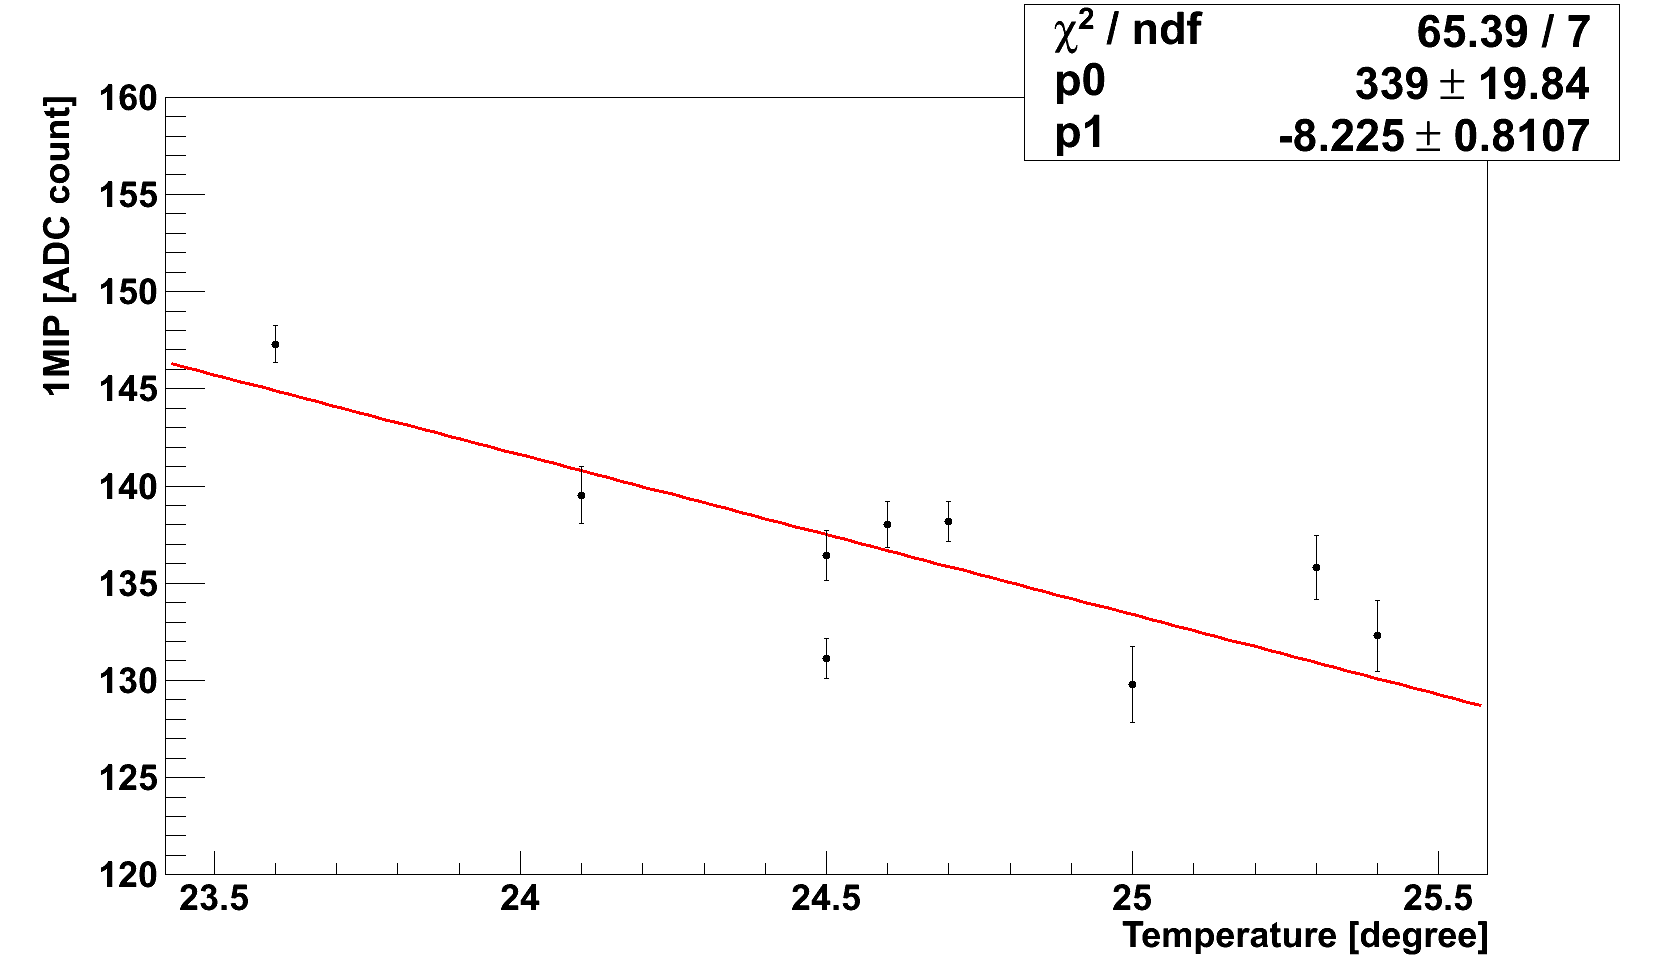 χ² / ndf 65.39 / 7
p0 339 ± 19.84
p1 -8.225 ± 0.8107
1MIP [ADC count]
160
155
150
145
140
135
130
125
120
23.5 24 24.5 25 25.5
Temperature [degree]